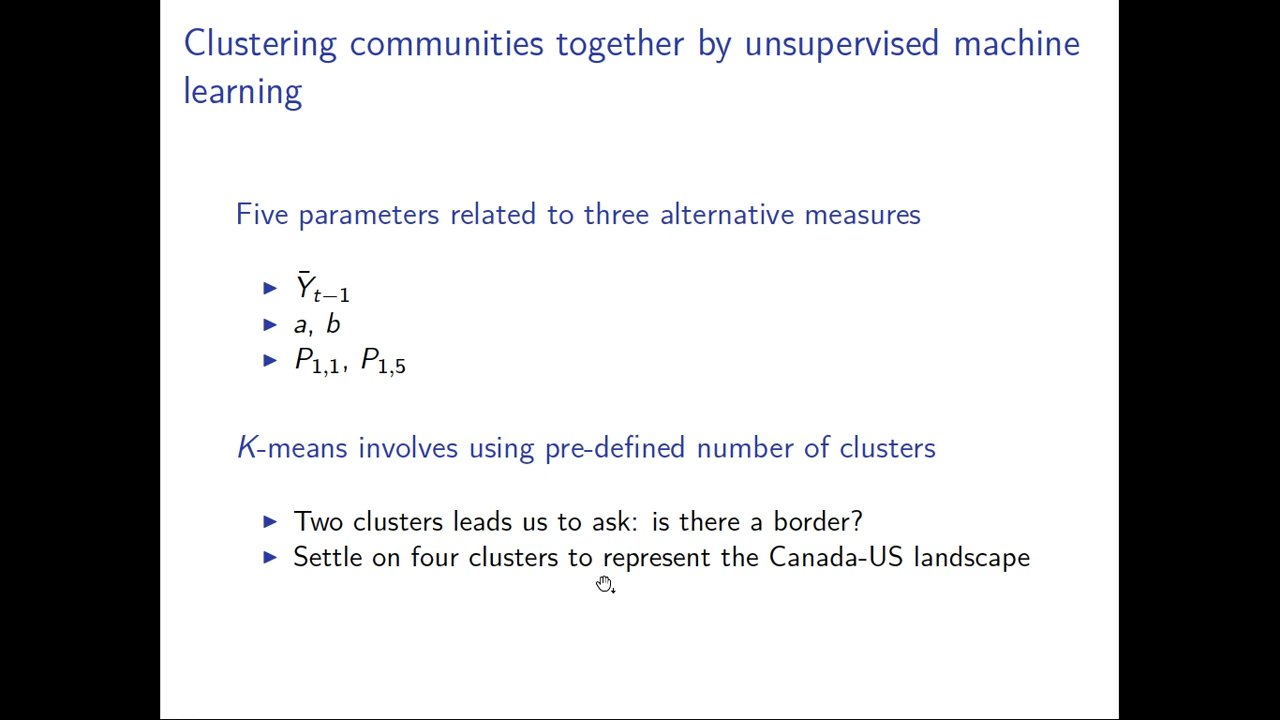 Clustering communities together by unsupervised machine
learning
Five parameters related to three alternative measures
▶ Ȳt−1
▶ a, b
▶ P1,1, P1,5
K-means involves using pre-defined number of clusters
▶ Two clusters leads us to ask: is there a border?
▶ Settle on four clusters to represent the Canada-US landscape